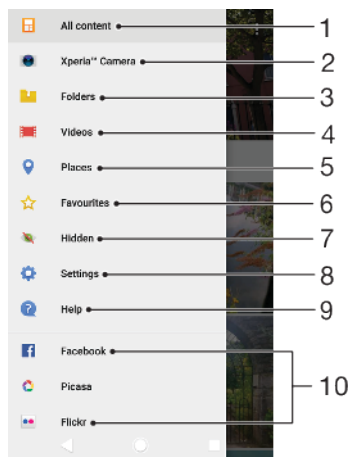 All content 1
Xperia™ Camera 2
Folders 3
Videos 4
Places 5
Favourites 6
Hidden 7
Settings 8
Help 9
Facebook
Picasa 10
Flickr